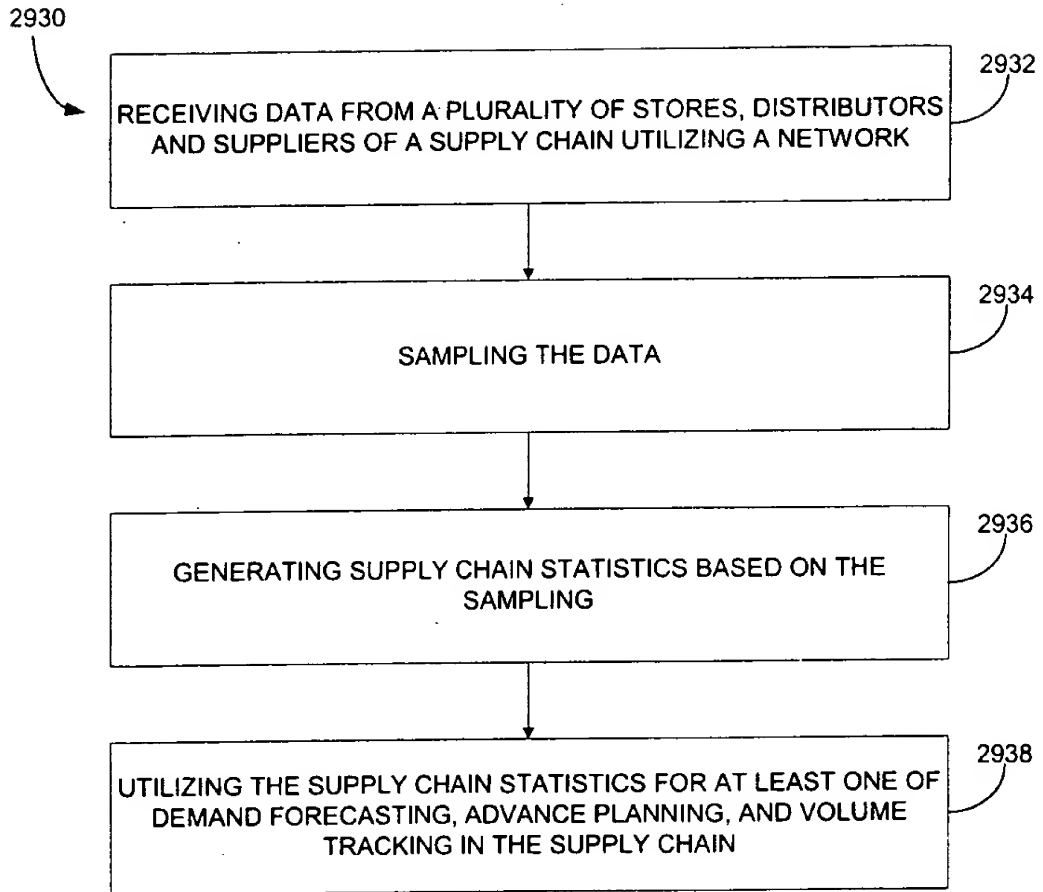 2930
2932
RECEIVING DATA FROM A PLURALITY OF STORES, DISTRIBUTORS
AND SUPPLIERS OF A SUPPLY CHAIN UTILIZING A NETWORK
2934
SAMPLING THE DATA
2936
GENERATING SUPPLY CHAIN STATISTICS BASED ON THE
SAMPLING
2938
UTILIZING THE SUPPLY CHAIN STATISTICS FOR AT LEAST ONE OF
DEMAND FORECASTING, ADVANCE PLANNING, AND VOLUME
TRACKING IN THE SUPPLY CHAIN